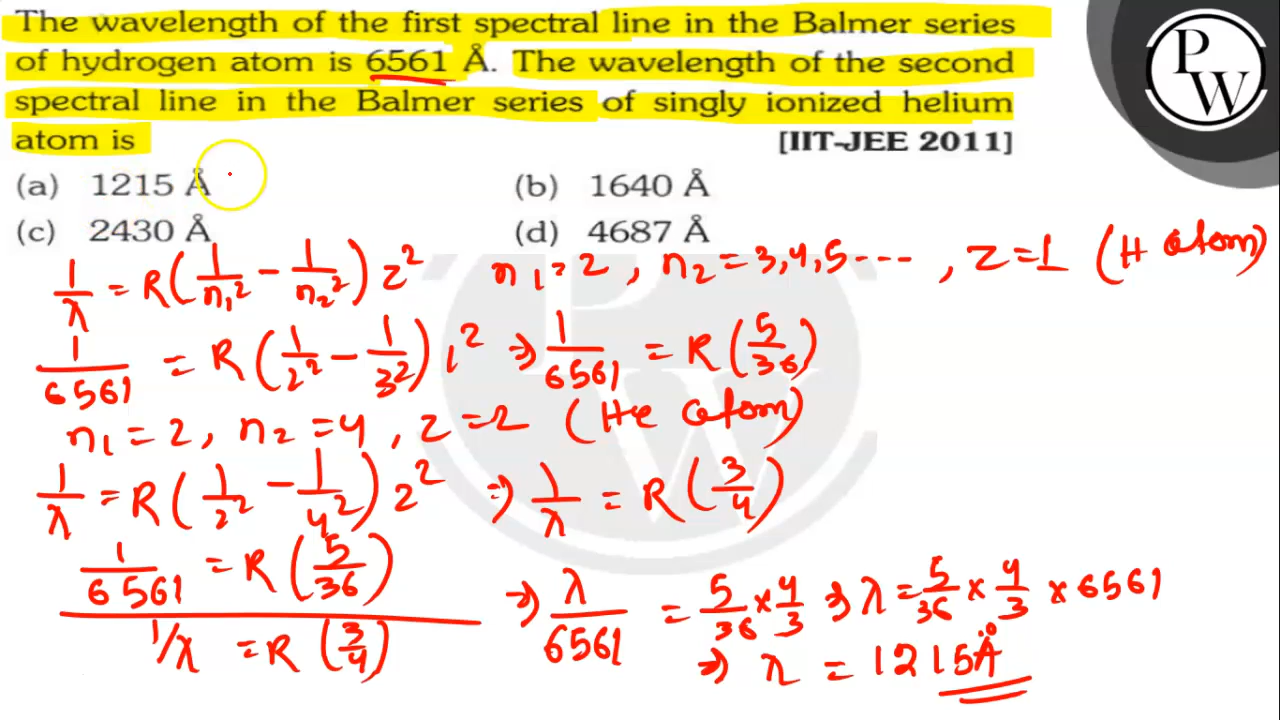 The wavelength of the first spectral line in the Balmer series
of hydrogen atom is 6561 Å. The wavelength of the second
spectral line in the Balmer series of singly ionized helium
atom is [IIT-JEE 2011]
(a) 1215 Å (b) 1640 Å
(c) 2430 Å (d) 4687 Å
1/λ = R(1/n₁² − 1/n₂²) z² n₁ = 2, n₂ = 3,4,5---, z=1 (H atom)
1/6561 = R(1/2² − 1/3²) 1² ⇒ 1/6561 = R(5/36)
n₁ = 2, n₂ = 4, z=2 (He atom)
1/λ = R(1/2² − 1/4²) 2² ⇒ 1/λ = R(3/4)
1/6561 = R(5/36)
1/λ = R(3/4)
⇒ λ/6561 = 5/36 × 4/3 ⇒ λ = 5/36 × 4/3 × 6561
⇒ λ = 1215 Å
PW